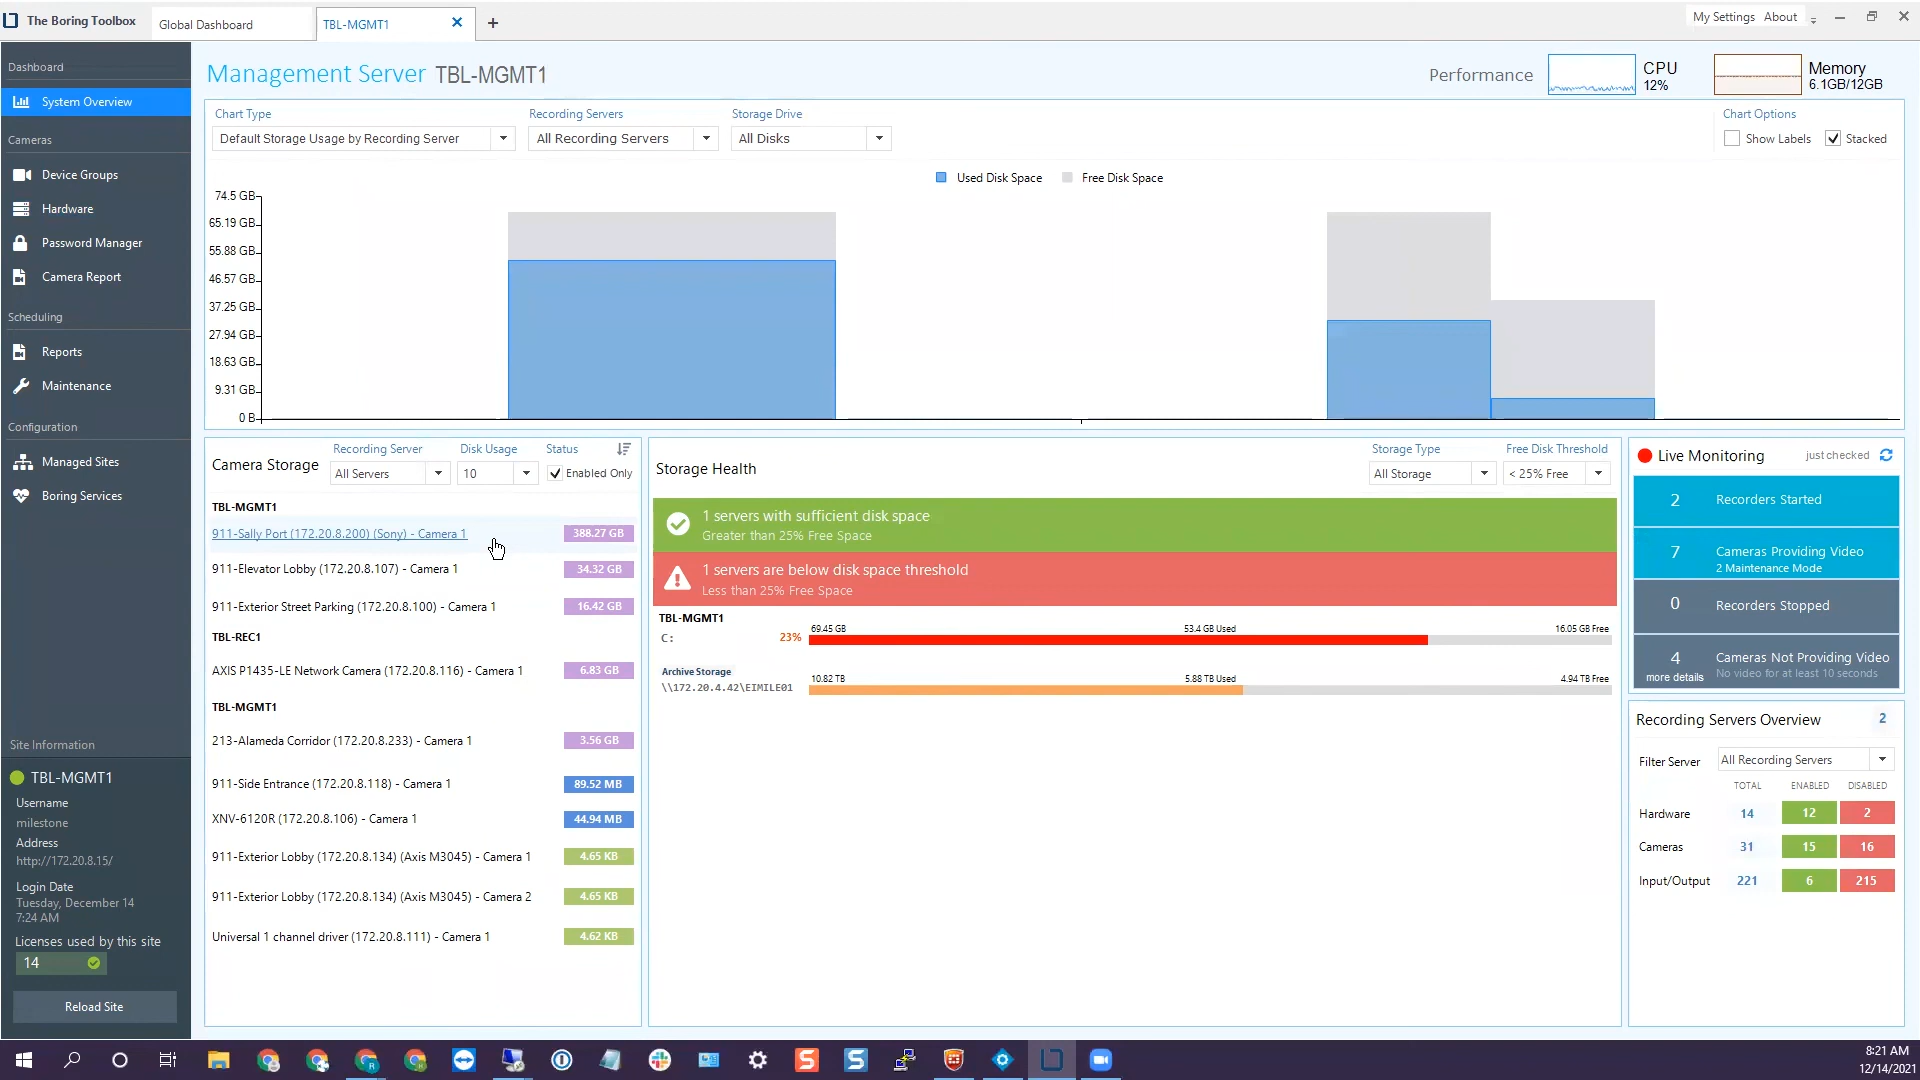 The Boring Toolbox
Global Dashboard
TBL-MGMT1
My Settings
About
Dashboard
System Overview
Cameras
Device Groups
Hardware
Password Manager
Camera Report
Scheduling
Reports
Maintenance
Configuration
Managed Sites
Boring Services
Site Information
TBL-MGMT1
Username
milestone
Address
http://172.20.8.15/
Login Date
Tuesday, December 14
7:24 AM
Licenses used by this site
14
Reload Site
Management Server TBL-MGMT1
Performance
CPU
12%
Memory
6.1GB/12GB
Chart Type
Default Storage Usage by Recording Server
Recording Servers
All Recording Servers
Storage Drive
All Disks
Chart Options
Show Labels
Stacked
Used Disk Space
Free Disk Space
74.5 GB
65.19 GB
55.88 GB
46.57 GB
37.25 GB
27.94 GB
18.63 GB
9.31 GB
0 B
Camera Storage
Recording Server
All Servers
Disk Usage
10
Status
Enabled Only
TBL-MGMT1
911-Sally Port (172.20.8.200) (Sony) - Camera 1 388.27 GB
911-Elevator Lobby (172.20.8.107) - Camera 1 34.32 GB
911-Exterior Street Parking (172.20.8.100) - Camera 1 16.42 GB
TBL-REC1
AXIS P1435-LE Network Camera (172.20.8.116) - Camera 1 6.83 GB
TBL-MGMT1
213-Alameda Corridor (172.20.8.233) - Camera 1 3.56 GB
911-Side Entrance (172.20.8.118) - Camera 1 89.52 MB
XNV-6120R (172.20.8.106) - Camera 1 44.94 MB
911-Exterior Lobby (172.20.8.134) (Axis M3045) - Camera 1 4.65 KB
911-Exterior Lobby (172.20.8.134) (Axis M3045) - Camera 2 4.65 KB
Universal 1 channel driver (172.20.8.111) - Camera 1 4.62 KB
Storage Health
Storage Type
All Storage
Free Disk Threshold
< 25% Free
1 servers with sufficient disk space
Greater than 25% Free Space
1 servers are below disk space threshold
Less than 25% Free Space
TBL-MGMT1
C: 23% 69.45 GB 53.4 GB Used 16.05 GB Free
Archive Storage
\\172.20.4.42\EIMILE01 10.82 TB 5.88 TB Used 4.94 TB Free
Live Monitoring
just checked
2 Recorders Started
7 Cameras Providing Video
2 Maintenance Mode
0 Recorders Stopped
4 Cameras Not Providing Video
more details No video for at least 10 seconds
Recording Servers Overview 2
Filter Server All Recording Servers
TOTAL ENABLED DISABLED
Hardware 14 12 2
Cameras 31 15 16
Input/Output 221 6 215
8:21 AM
12/14/2021